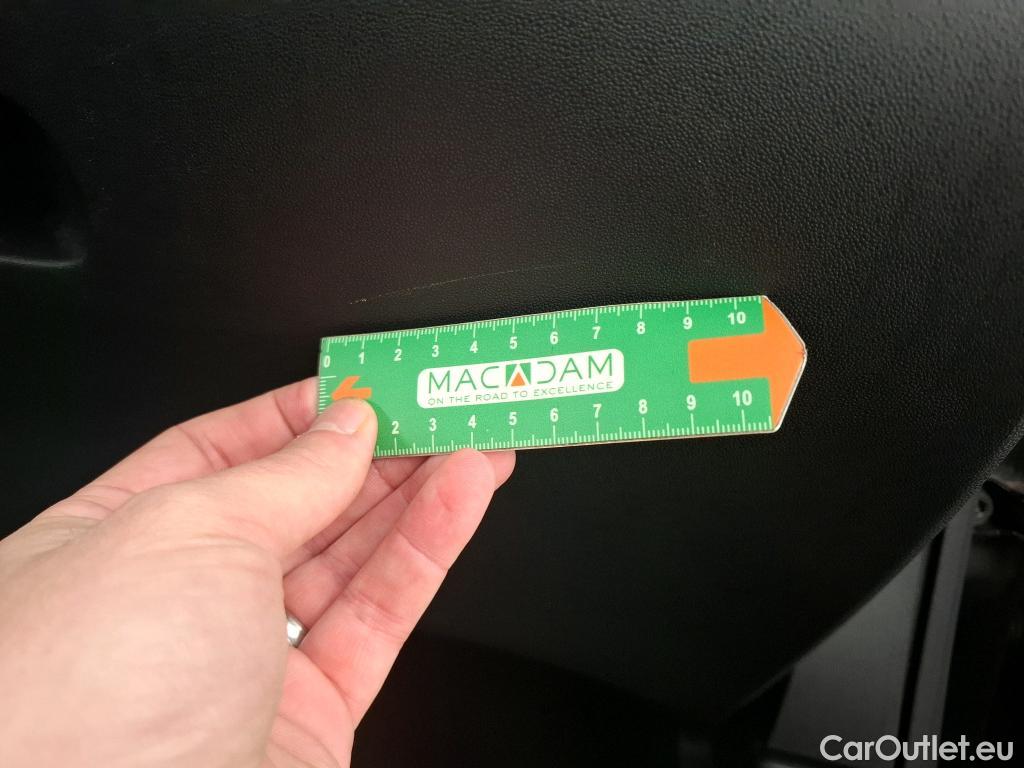 0 1 2 3 4 5 6 7 8 9 10
MACADAM
ON THE ROAD TO EXCELLENCE
2 3 4 5 6 7 8 9 10
CarOutlet.eu